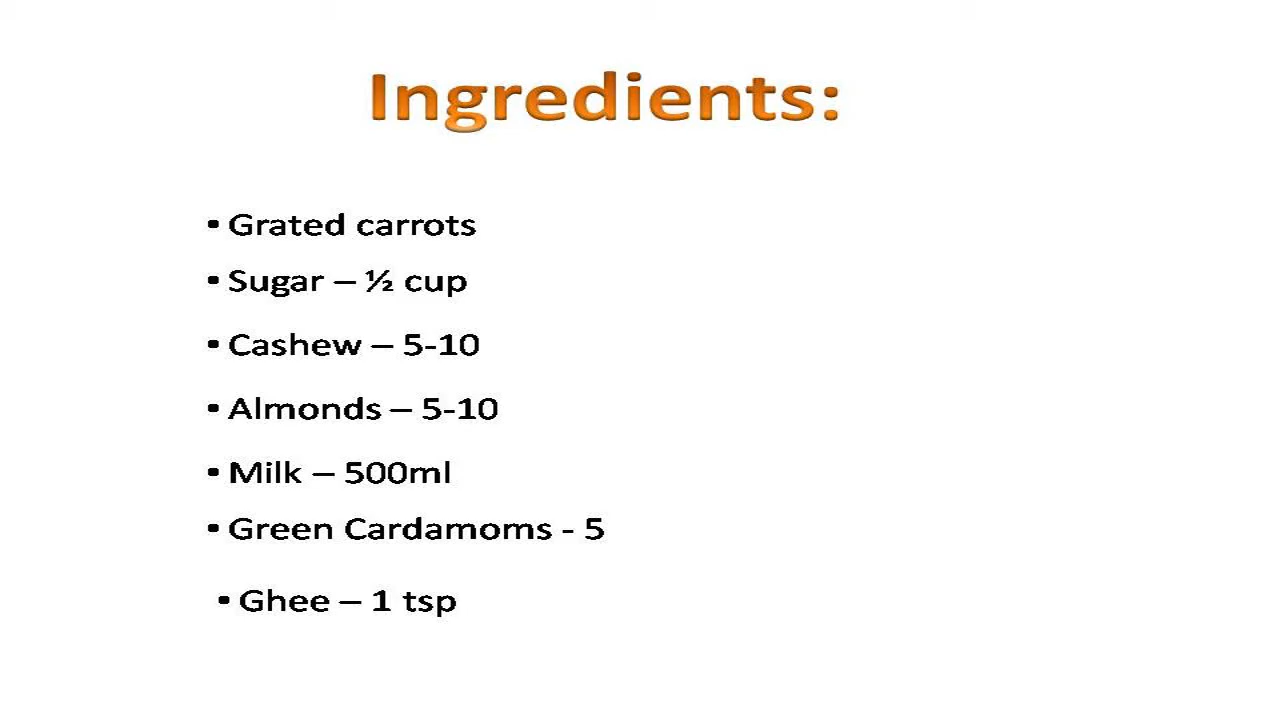 Ingredients:
• Grated carrots
• Sugar – ½ cup
• Cashew – 5-10
• Almonds – 5-10
• Milk – 500ml
• Green Cardamoms - 5
• Ghee – 1 tsp